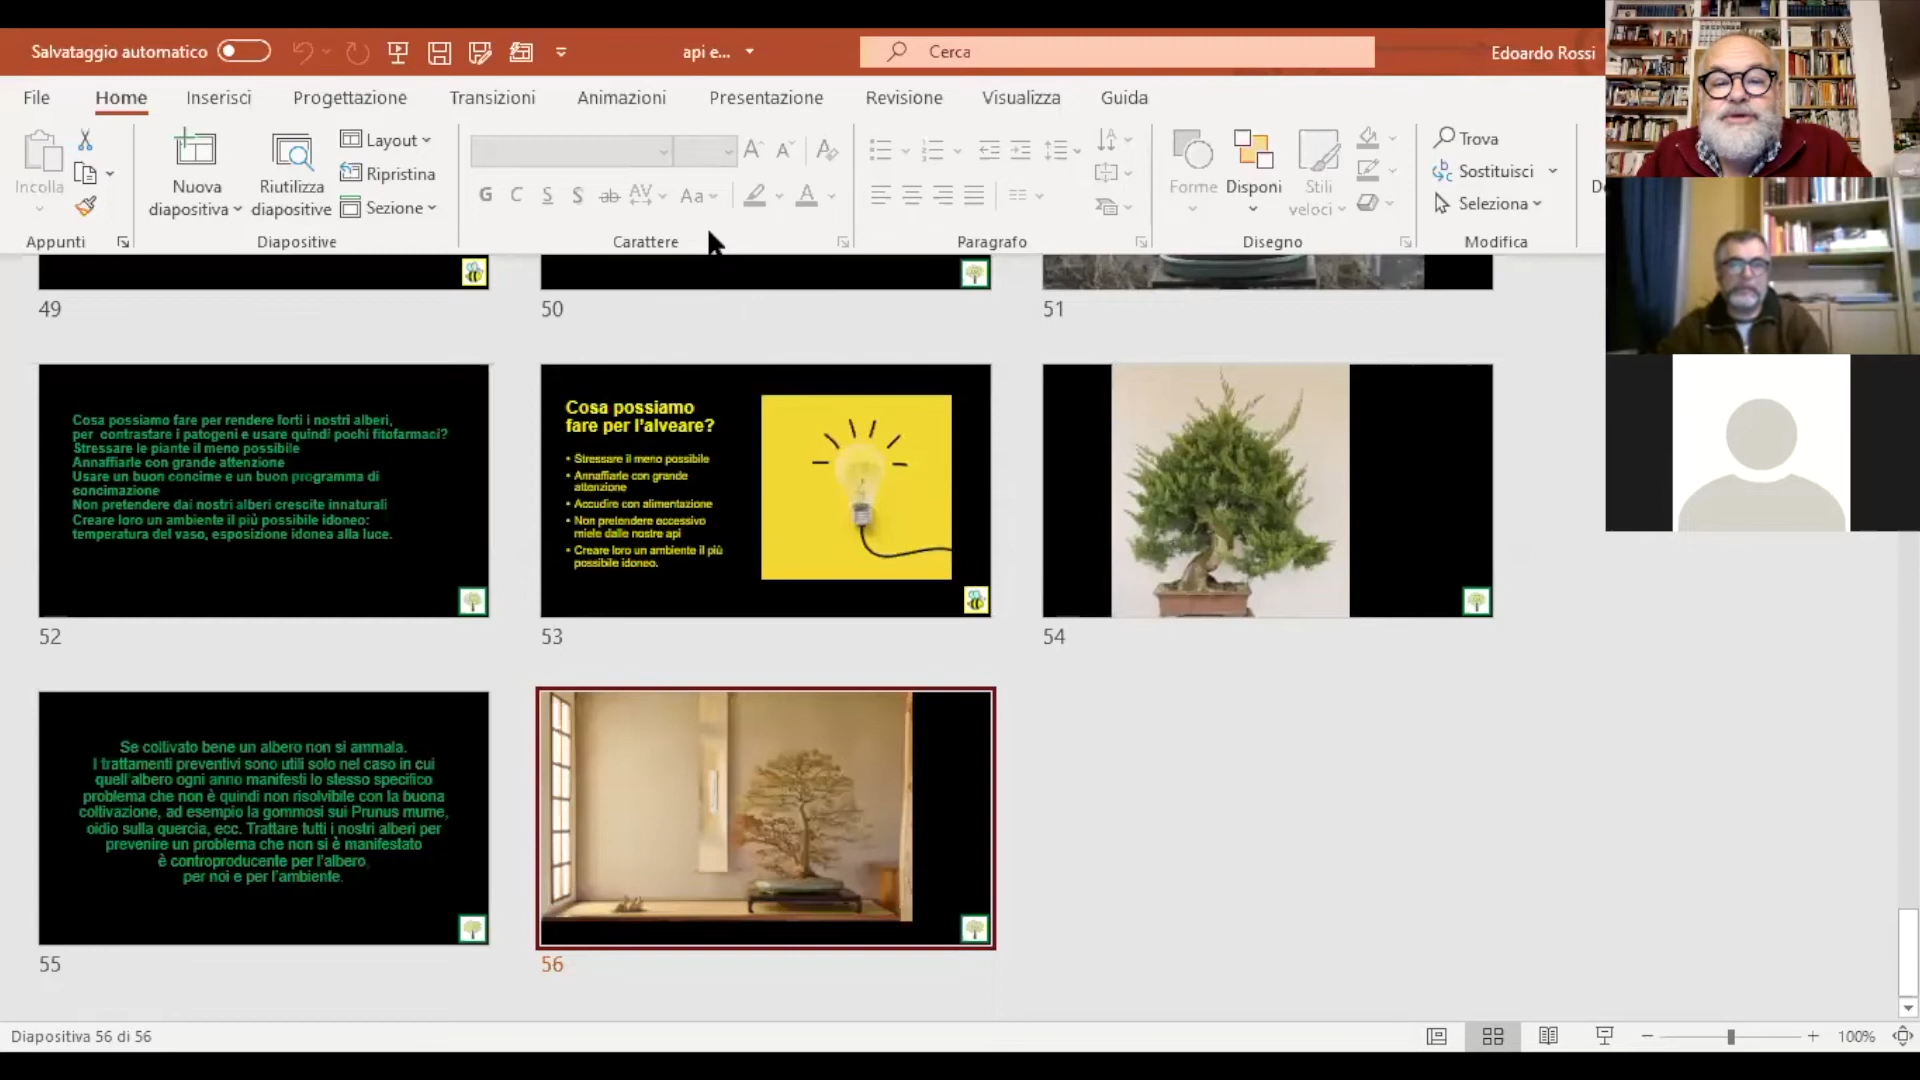 Salvataggio automatico
api e...
Cerca
Edoardo Rossi
File
Home
Inserisci
Progettazione
Transizioni
Animazioni
Presentazione
Revisione
Visualizza
Guida
Incolla
Nuova
diapositiva
Riutilizza
diapositive
Layout
Ripristina
Sezione
G C S S ab AV Aa A
Forme
Disponi
Stili
veloci
Trova
Sostituisci
Seleziona
Appunti
Diapositive
Carattere
Paragrafo
Disegno
Modifica
49
50
51
Cosa possiamo fare per rendere forti i nostri alberi,
per contrastare i patogeni e usare quindi pochi fitofarmaci?
Stressare le piante il meno possibile
Annaffiarle con grande attenzione
Usare un buon concime e un buon programma di
concimazione
Non pretendere dai nostri alberi crescite innaturali
Creare loro un ambiente il più possibile idoneo:
temperatura del vaso, esposizione idonea alla luce.
52
Cosa possiamo
fare per l'alveare?
• Stressare il meno possibile
• Annaffiarle con grande
attenzione
• Accudire con alimentazione
• Non pretendere eccessivo
miele dalle nostre api
• Creare loro un ambiente il più
possibile idoneo.
53
54
Se coltivato bene un albero non si ammala.
I trattamenti preventivi sono utili solo nel caso in cui
quell'albero ogni anno manifesti lo stesso specifico
problema che non è quindi non risolvibile con la buona
coltivazione, ad esempio la gommosi sui Prunus mume,
oidio sulla quercia, ecc. Trattare tutti i nostri alberi per
prevenire un problema che non si è manifestato
è controproducente per l'albero
per noi e per l'ambiente.
55
56
Diapositiva 56 di 56
100%